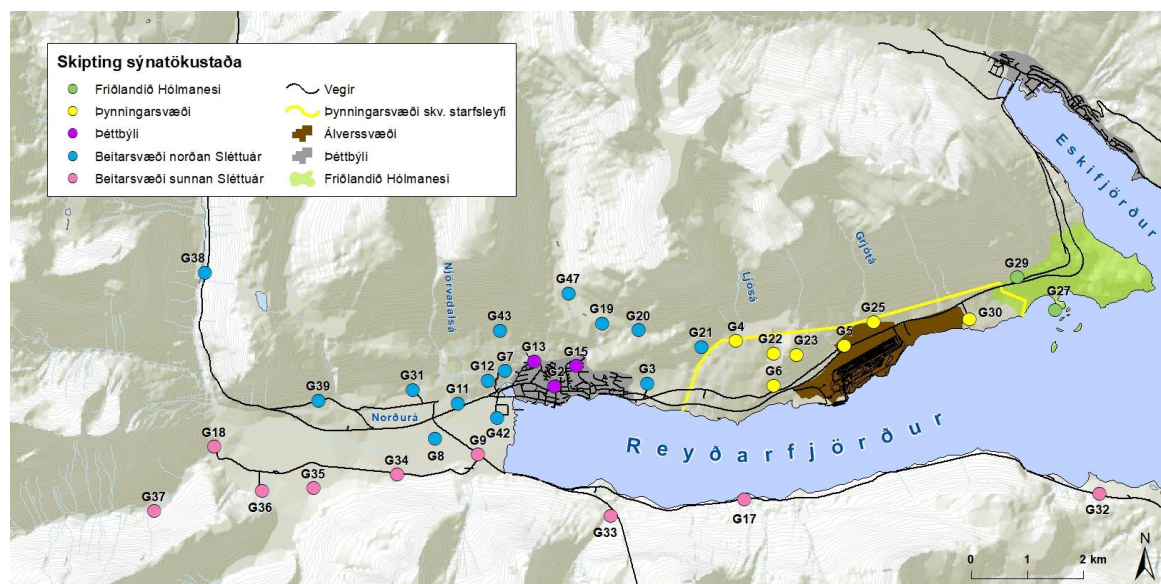 Skipting sýnatökustaða
Friðlandið Hólmanesi
Þynningarsvæði
Þéttbýli
Beitarsvæði norðan Sléttuár
Beitarsvæði sunnan Sléttuár
Vegir
Þynningarsvæði skv. starfsleyfi
Álverssvæði
Þéttbýli
Friðlandið Hólmanesi
Eskifjörður
G38
G47
Njörvadalsá
Ljósá
Grjótá
G29
G27
G43
G19
G20
G25
G30
G21
G4
G5
G22
G23
G13
G15
G7
G12
G2
G3
G6
G31
G11
G39
Norðurá
G42
G8
G9
Reyðarfjörður
G18
G35
G34
G36
G37
G33
G17
G32
N
0 1 2 km